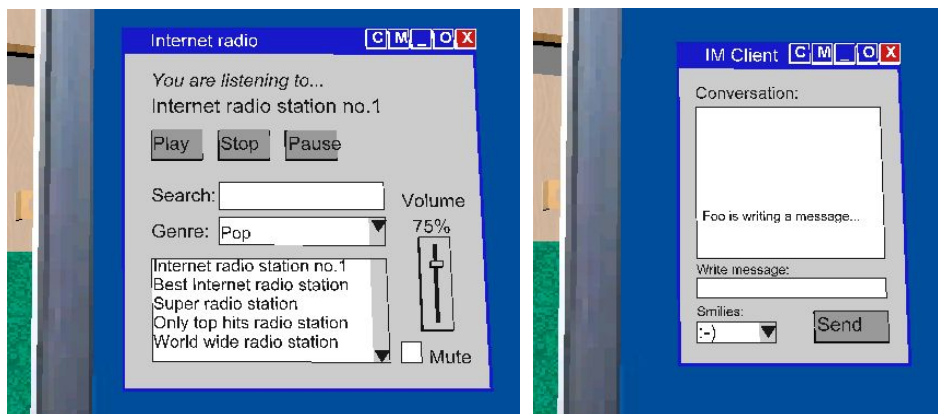 Internet radio C M _ O X
You are listening to...
Internet radio station no.1
Play Stop Pause
Search:
Volume
75%
Genre: Pop
Internet radio station no.1
Best Internet radio station
Super radio station
Only top hits radio station
World wide radio station
Mute
IM Client C M _ O X
Conversation:
Foo is writing a message...
Write message:
Smilies:
:-)
Send